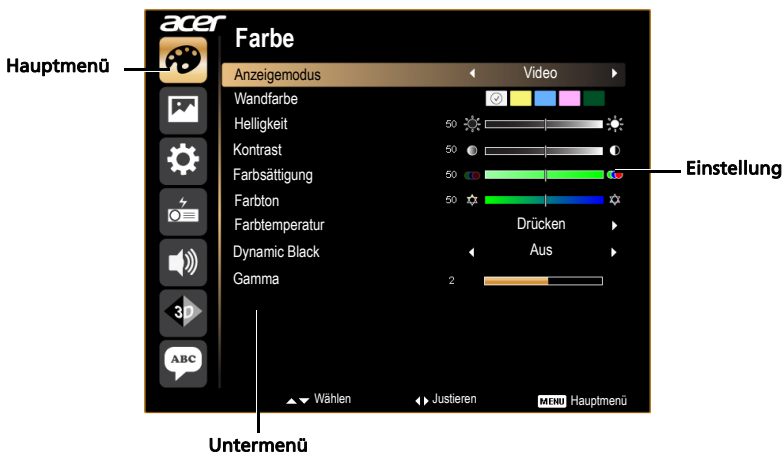 acer
Farbe
Hauptmenü
Anzeigemodus Video
Wandfarbe
Helligkeit 50
Kontrast 50
Einstellung
Farbsättigung 50
Farbton 50
Farbtemperatur Drücken
Dynamic Black Aus
Gamma 2
3D
ABC
Wählen Justieren MENU Hauptmenü
Untermenü